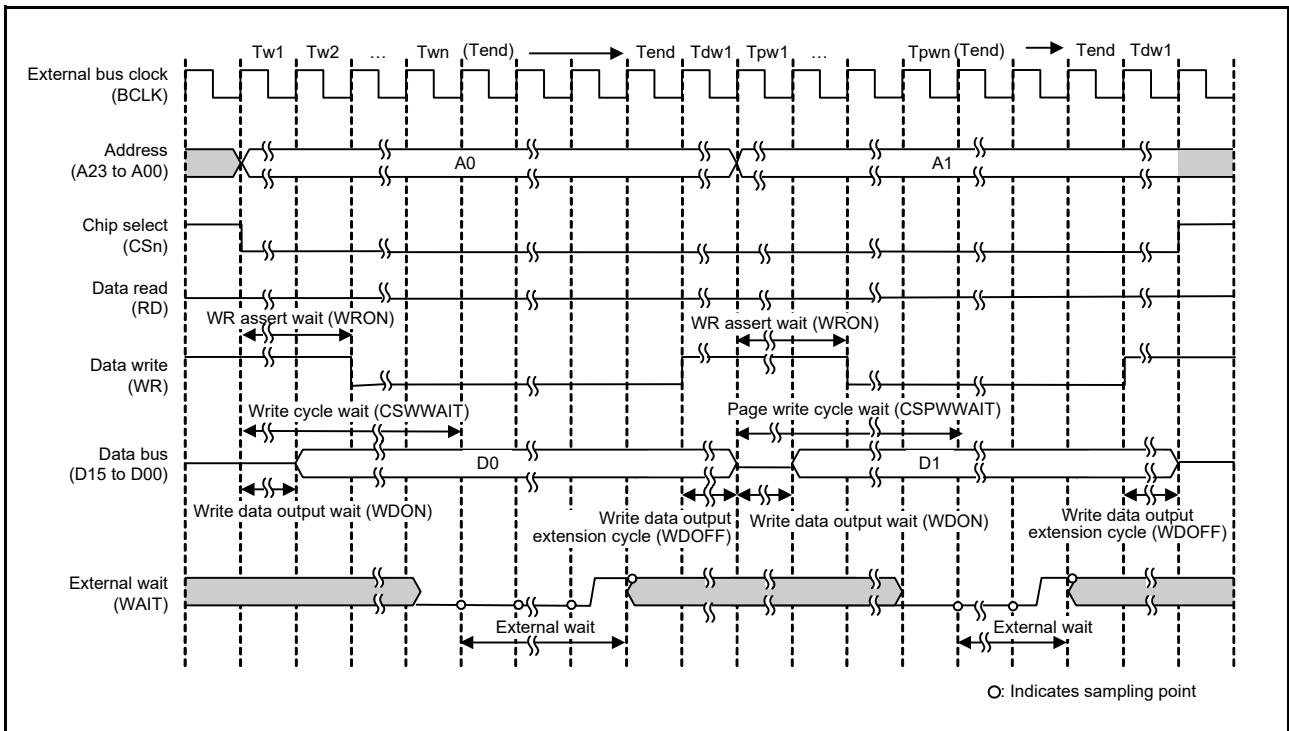 Tw1 Tw2 … Twn (Tend) Tend Tdw1 Tpw1 … Tpwn (Tend) Tend Tdw1
External bus clock
(BCLK)
Address
(A23 to A00)
A0 A1
Chip select
(CSn)
Data read
(RD)
WR assert wait (WRON) WR assert wait (WRON)
Data write
(WR)
Write cycle wait (CSWWAIT) Page write cycle wait (CSPWWAIT)
Data bus
(D15 to D00)
D0 D1
Write data output wait (WDON) Write data output
extension cycle (WDOFF) Write data output wait (WDON) Write data output
extension cycle (WDOFF)
External wait
(WAIT)
External wait External wait
O: Indicates sampling point